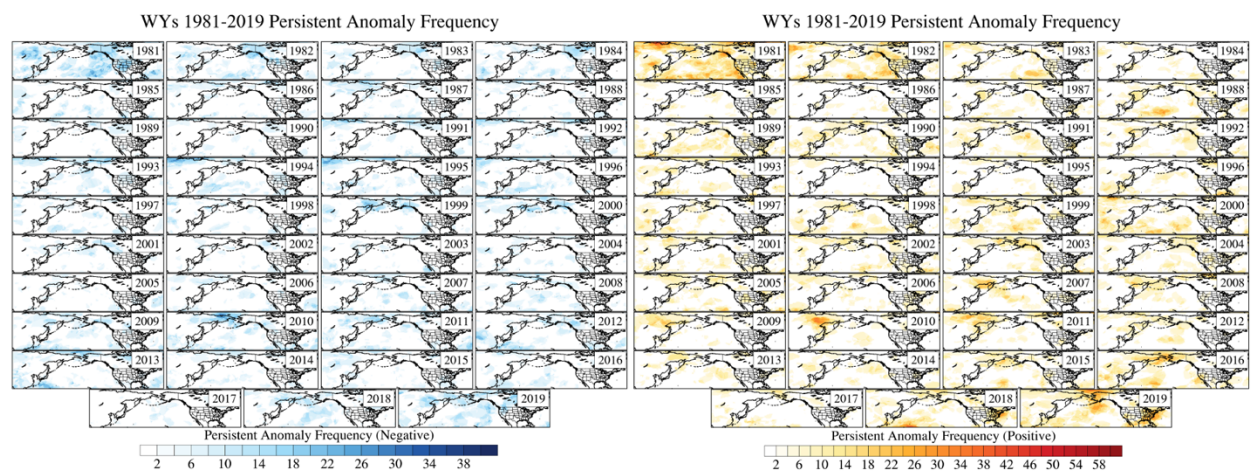 WYs 1981-2019 Persistent Anomaly Frequency
1981 1982 1983 1984
1985 1986 1987 1988
1989 1990 1991 1992
1993 1994 1995 1996
1997 1998 1999 2000
2001 2002 2003 2004
2005 2006 2007 2008
2009 2010 2011 2012
2013 2014 2015 2016
2017 2018 2019
Persistent Anomaly Frequency (Negative)
2 6 10 14 18 22 26 30 34 38
WYs 1981-2019 Persistent Anomaly Frequency
1981 1982 1983 1984
1985 1986 1987 1988
1989 1990 1991 1992
1993 1994 1995 1996
1997 1998 1999 2000
2001 2002 2003 2004
2005 2006 2007 2008
2009 2010 2011 2012
2013 2014 2015 2016
2017 2018 2019
Persistent Anomaly Frequency (Positive)
2 6 10 14 18 22 26 30 34 38 42 46 50 54 58